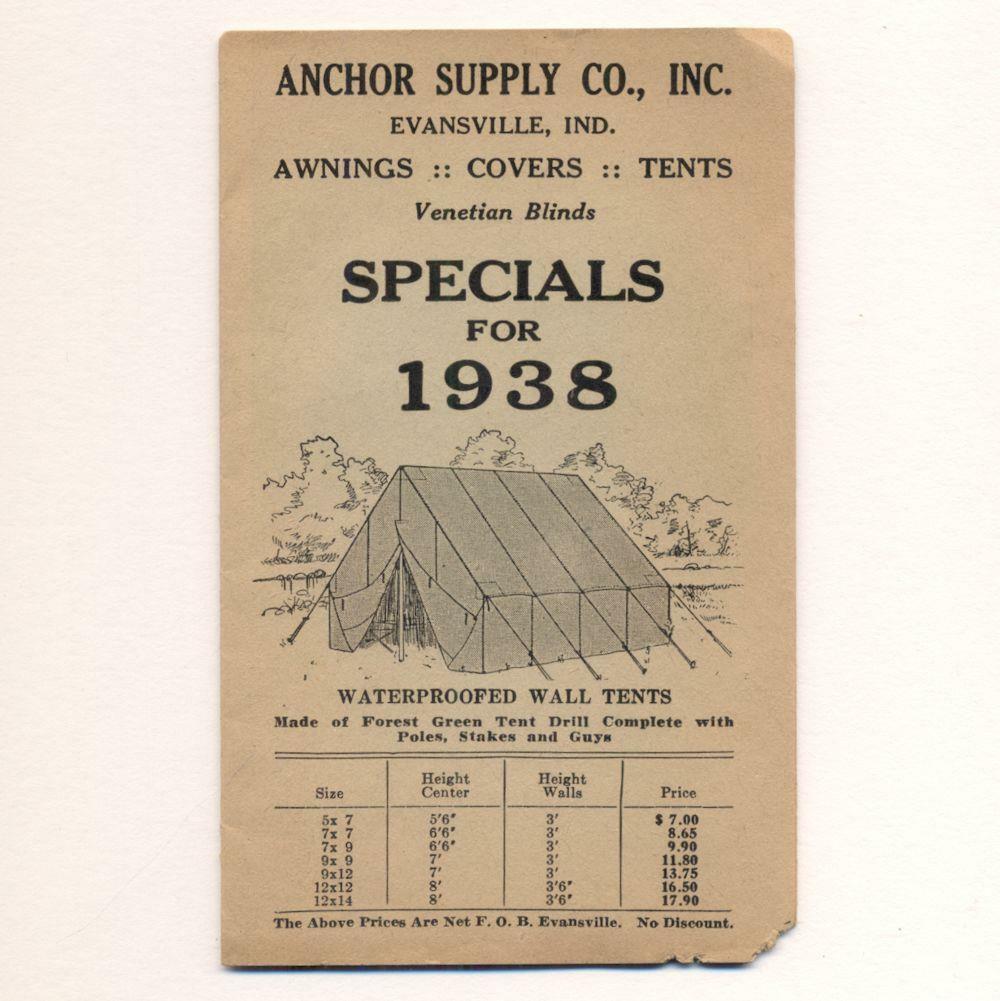 ANCHOR SUPPLY CO., INC.
EVANSVILLE, IND.
AWNINGS :: COVERS :: TENTS
Venetian Blinds
SPECIALS
FOR
1938
WATERPROOFED WALL TENTS
Made of Forest Green Tent Drill Complete with
Poles, Stakes and Guys
Size Height Center Height Walls Price
5x 7 5'6" 3' $ 7.00
7x 7 6'6" 3' 8.65
7x 9 6'6" 3' 9.90
9x 9 7' 3' 11.80
9x12 7' 3' 13.75
12x12 8' 3'6" 16.50
12x14 8' 3'6" 17.90
The Above Prices Are Net F. O. B. Evansville. No Discount.